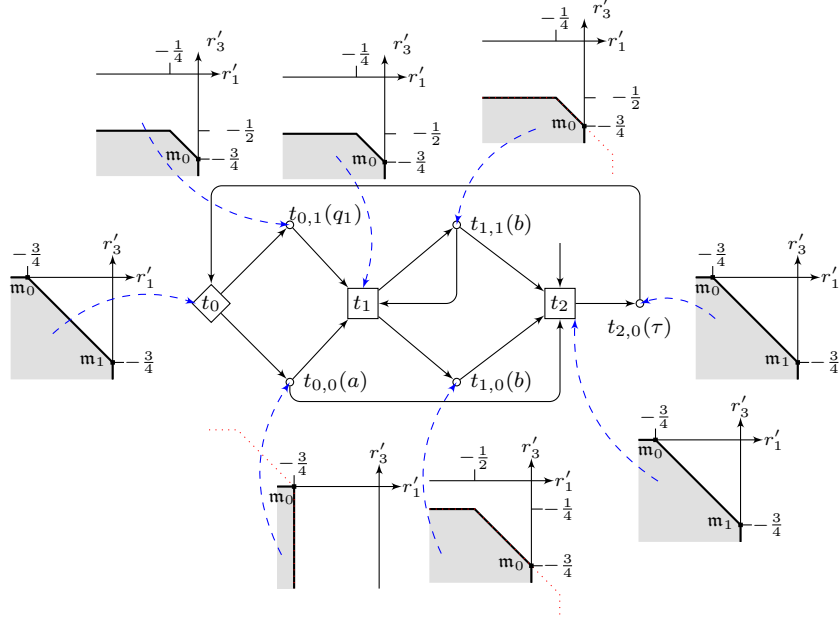 −1/4 r′3 r′1 −1/2 −3/4 𝔪0
−1/4 r′3 r′1 −1/2 −3/4 𝔪0
−1/4 r′3 r′1 −1/2 −3/4 𝔪0
t0,1(q1)
t1,1(b)
−3/4 r′3 r′1 𝔪0 𝔪1 −3/4
t0
t1
t2
t2,0(τ)
−3/4 r′3 r′1 𝔪0 𝔪1 −3/4
t0,0(a)
t1,0(b)
−3/4 r′3 r′1 𝔪0
−1/2 r′3 r′1 −1/4 𝔪0 −3/4
−3/4 r′3 r′1 𝔪0 𝔪1 −3/4